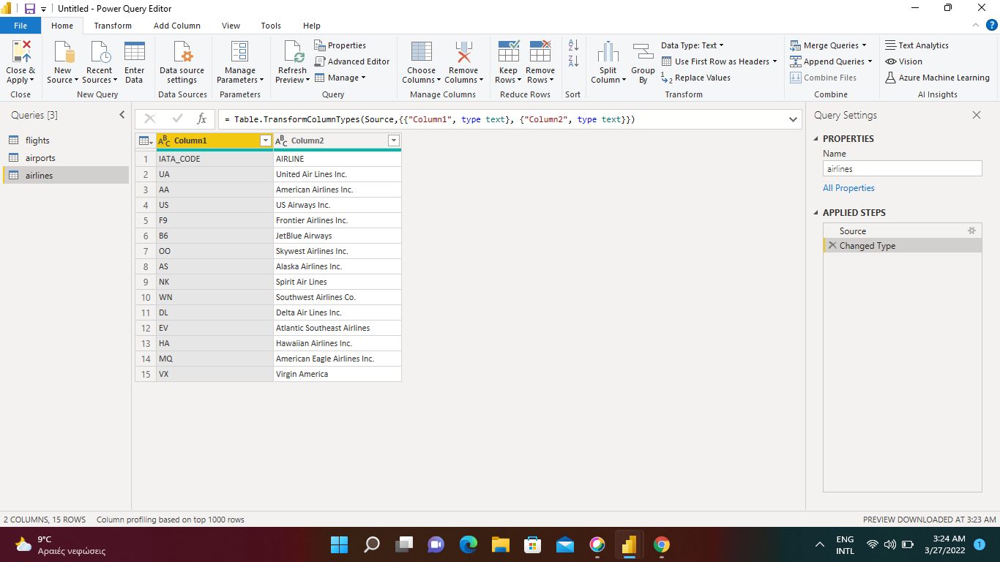 Untitled - Power Query Editor
File Home Transform Add Column View Tools Help
Close & Apply
Close
New Source
Recent Sources
Enter Data
New Query
Data source settings
Data Sources
Manage Parameters
Parameters
Refresh Preview
Properties
Advanced Editor
Manage
Query
Choose Columns
Remove Columns
Manage Columns
Keep Rows
Remove Rows
Reduce Rows
Sort
Split Column
Group By
Data Type: Text
Use First Row as Headers
Replace Values
Transform
Merge Queries
Append Queries
Combine Files
Combine
Text Analytics
Vision
Azure Machine Learning
AI Insights
Queries [3]
flights
airports
airlines
fx
= Table.TransformColumnTypes(Source,{{"Column1", type text}, {"Column2", type text}})
ABC Column1 ABC Column2
1 IATA_CODE AIRLINE
2 UA United Air Lines Inc.
3 AA American Airlines Inc.
4 US US Airways Inc.
5 F9 Frontier Airlines Inc.
6 B6 JetBlue Airways
7 OO Skywest Airlines Inc.
8 AS Alaska Airlines Inc.
9 NK Spirit Air Lines
10 WN Southwest Airlines Co.
11 DL Delta Air Lines Inc.
12 EV Atlantic Southeast Airlines
13 HA Hawaiian Airlines Inc.
14 MQ American Eagle Airlines Inc.
15 VX Virgin America
Query Settings
PROPERTIES
Name
airlines
All Properties
APPLIED STEPS
Source
Changed Type
2 COLUMNS, 15 ROWS Column profiling based on top 1000 rows
PREVIEW DOWNLOADED AT 3:23 AM
9°C
Αραιές νεφώσεις
ENG
INTL
3:24 AM
3/27/2022
1